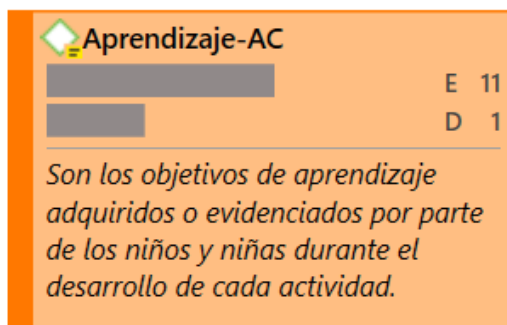 Aprendizaje-AC
E 11
D 1
Son los objetivos de aprendizaje
adquiridos o evidenciados por parte
de los niños y niñas durante el
desarrollo de cada actividad.